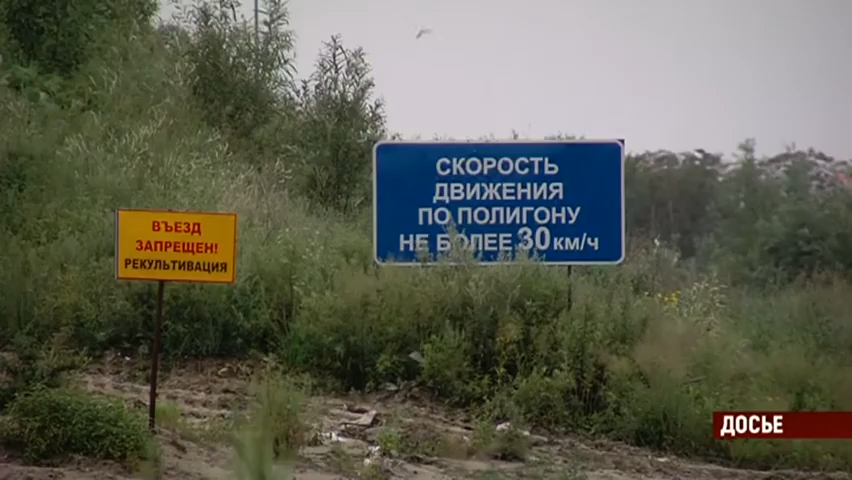 СКОРОСТЬ
ДВИЖЕНИЯ
ПО ПОЛИГОНУ
НЕ БОЛЕЕ 30 км/ч
ВЪЕЗД
ЗАПРЕЩЕН!
РЕКУЛЬТИВАЦИЯ
ДОСЬЕ